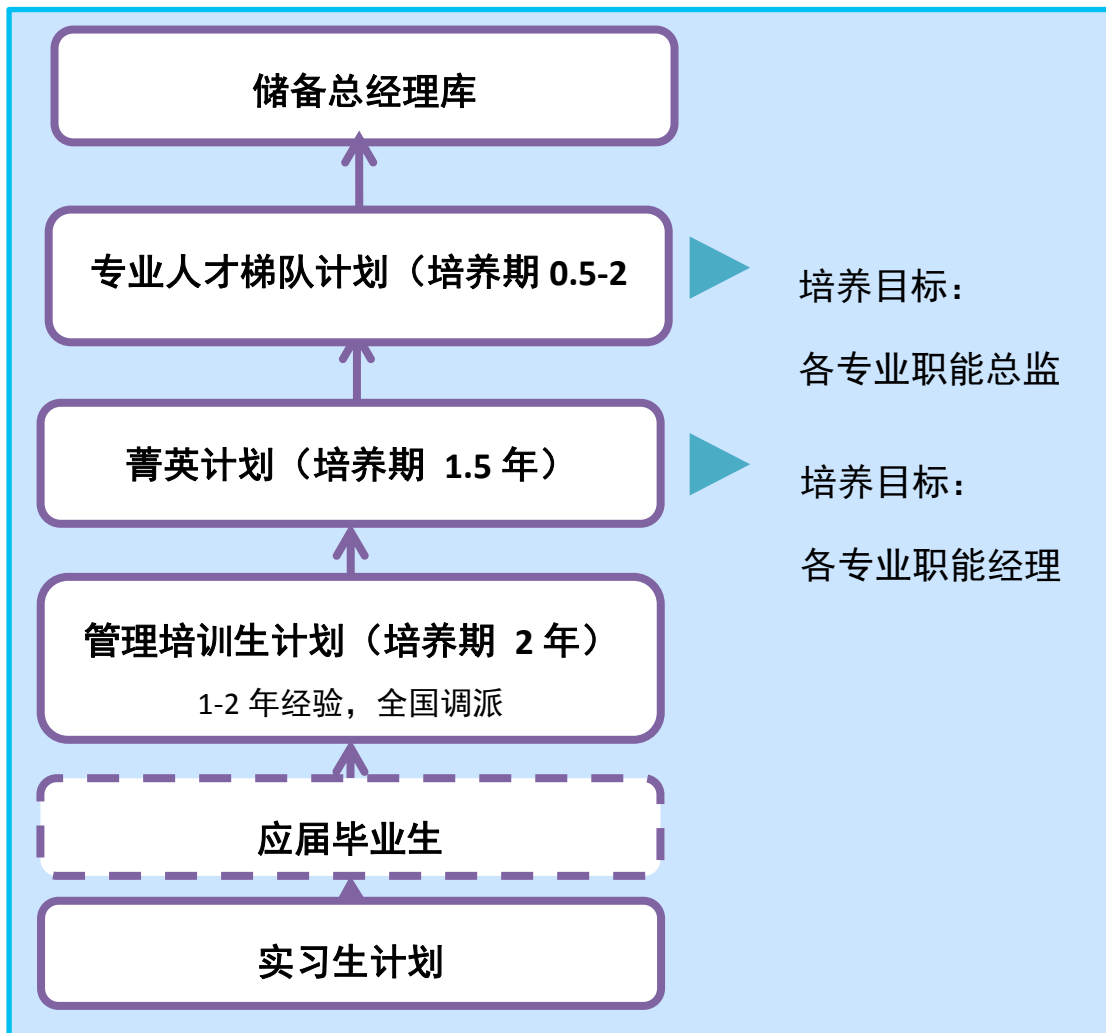 储备总经理库
专业人才梯队计划（培养期 0.5-2
培养目标：
各专业职能总监
菁英计划（培养期 1.5 年）
培养目标：
各专业职能经理
管理培训生计划（培养期 2 年）
1-2 年经验，全国调派
应届毕业生
实习生计划